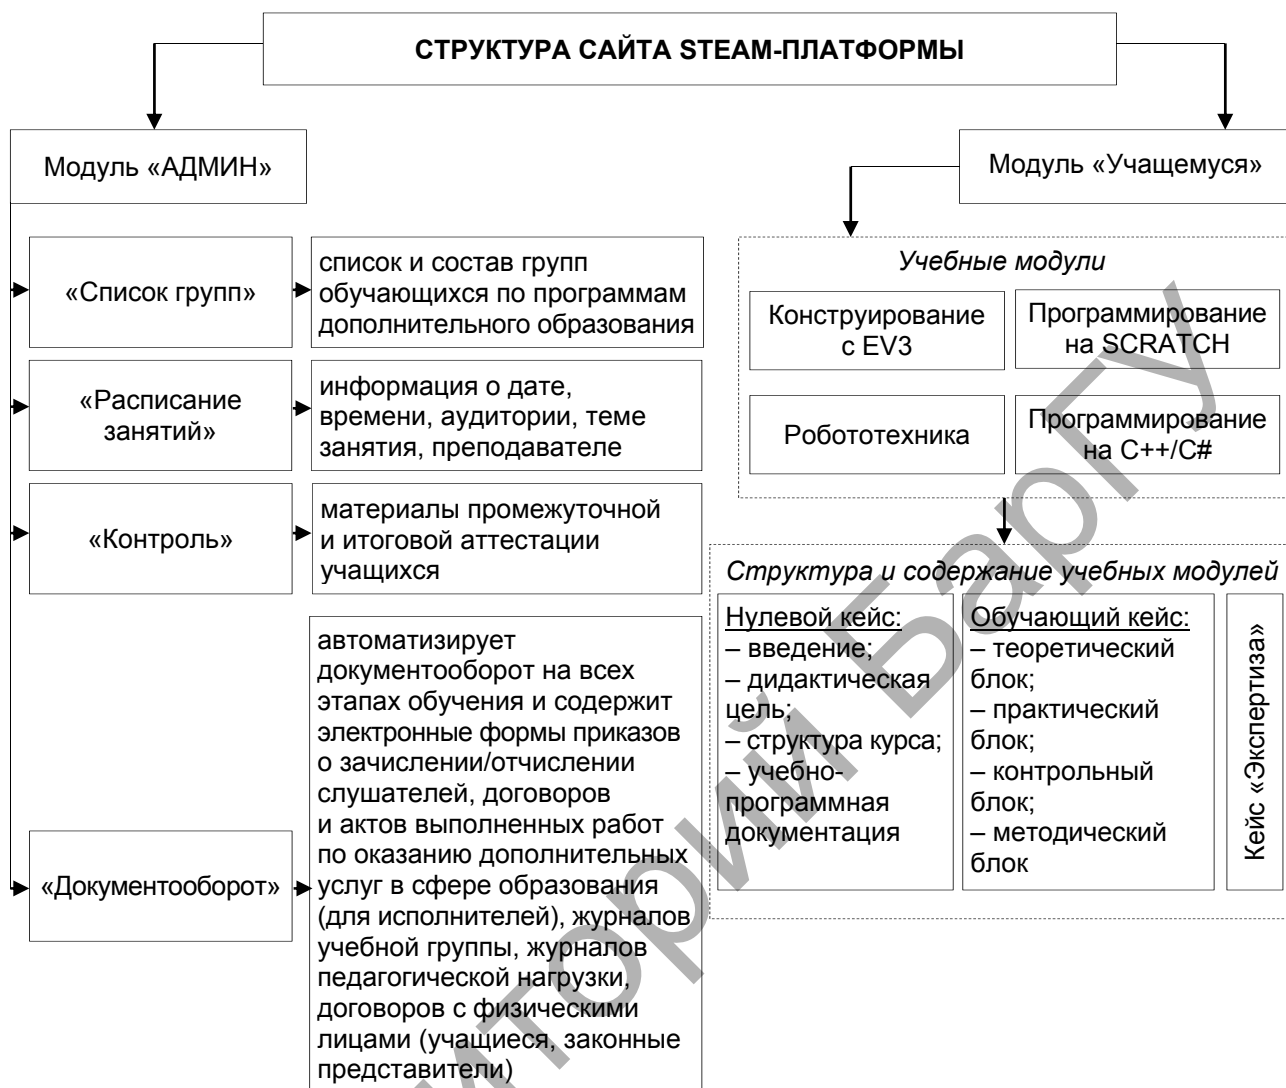 СТРУКТУРА САЙТА STEAM-ПЛАТФОРМЫ
Модуль «АДМИН»
«Список групп»
список и состав групп
обучающихся по программам
дополнительного образования
«Расписание
занятий»
информация о дате,
времени, аудитории, теме
занятия, преподавателе
«Контроль»
материалы промежуточной
и итоговой аттестации
учащихся
«Документооборот»
автоматизирует
документооборот на всех
этапах обучения и содержит
электронные формы приказов
о зачислении/отчислении
слушателей, договоров
и актов выполненных работ
по оказанию дополнительных
услуг в сфере образования
(для исполнителей), журналов
учебной группы, журналов
педагогической нагрузки,
договоров с физическими
лицами (учащиеся, законные
представители)
Модуль «Учащемуся»
Учебные модули
Конструирование
с EV3
Программирование
на SCRATCH
Робототехника
Программирование
на C++/C#
Структура и содержание учебных модулей
Нулевой кейс:
– введение;
– дидактическая
цель;
– структура курса;
– учебно-
программная
документация
Обучающий кейс:
– теоретический
блок;
– практический
блок;
– контрольный
блок;
– методический
блок
Кейс «Экспертиза»
БарГУ